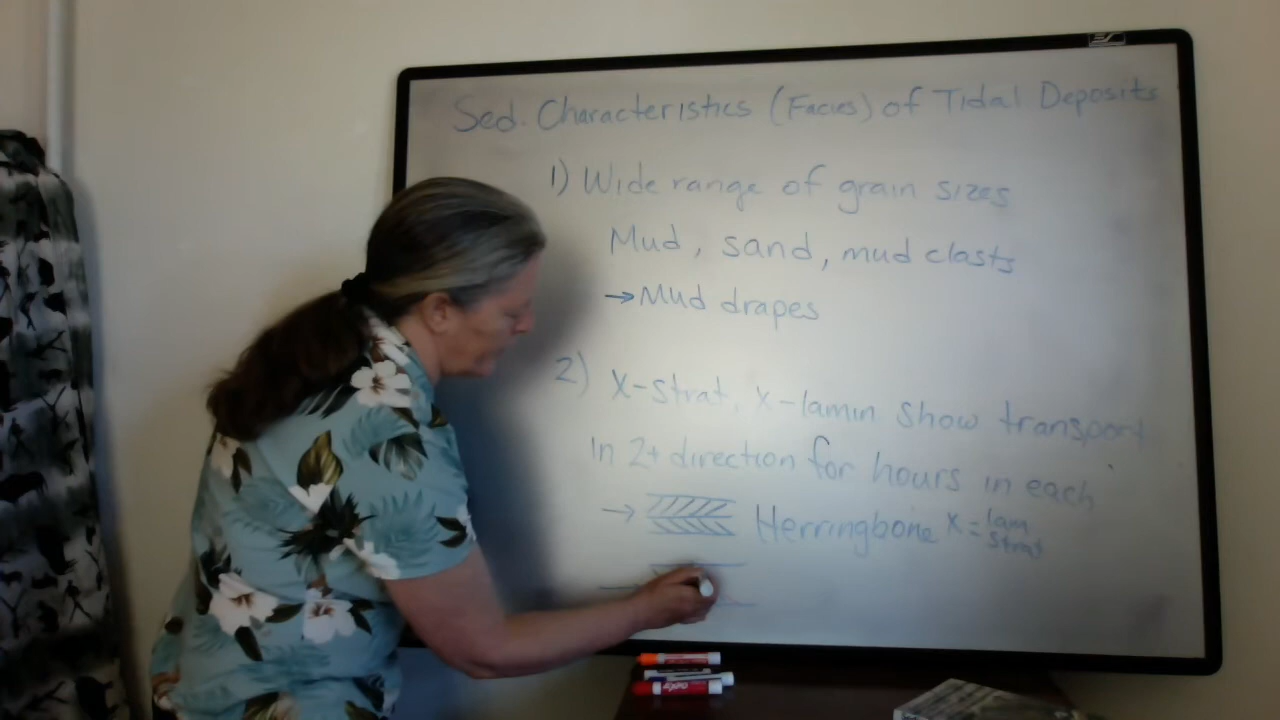 Sed. Characteristics (Facies) of Tidal Deposits
1) Wide range of grain sizes
Mud, sand, mud clasts
→ Mud drapes
2) X-strat, x-lamin show transport
in 2+ direction for hours in each
→ Herringbone x = lam
strat